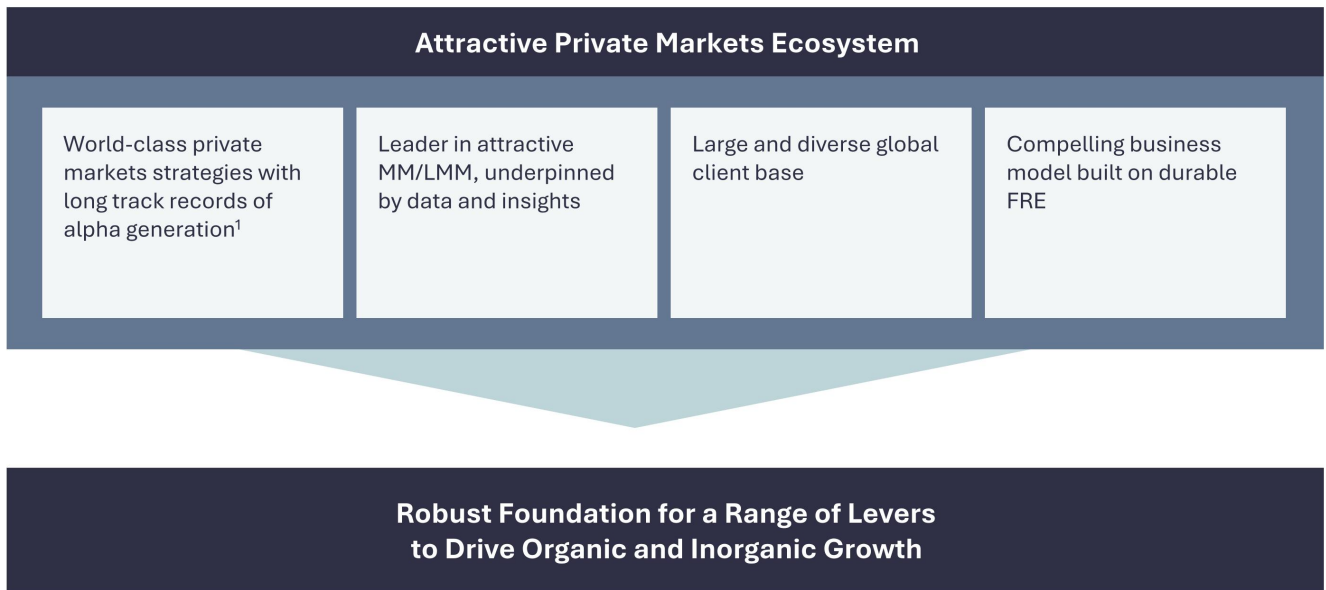 Attractive Private Markets Ecosystem
World-class private
markets strategies with
long track records of
alpha generation¹
Leader in attractive
MM/LMM, underpinned
by data and insights
Large and diverse global
client base
Compelling business
model built on durable
FRE
Robust Foundation for a Range of Levers
to Drive Organic and Inorganic Growth